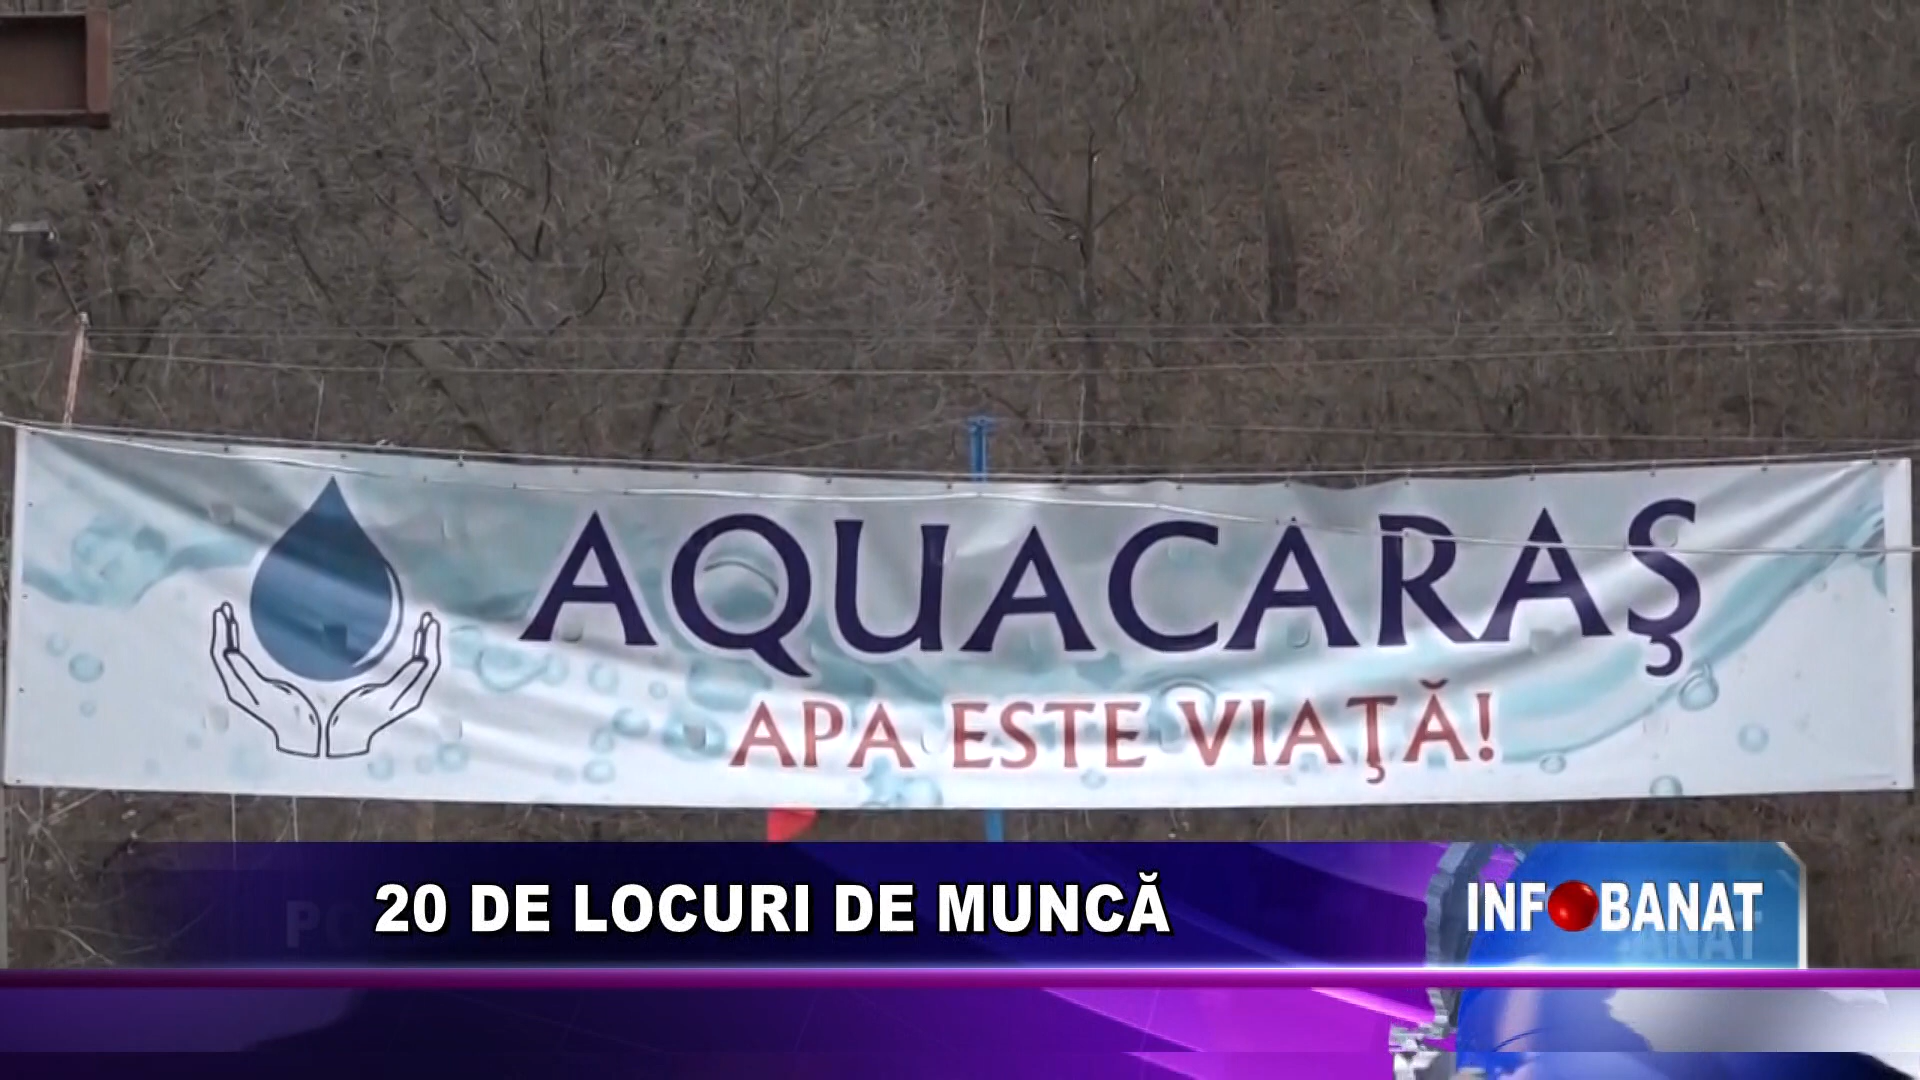 AQUACARAŞ
APA ESTE VIAŢĂ!
20 DE LOCURI DE MUNCĂ
INFOBANAT